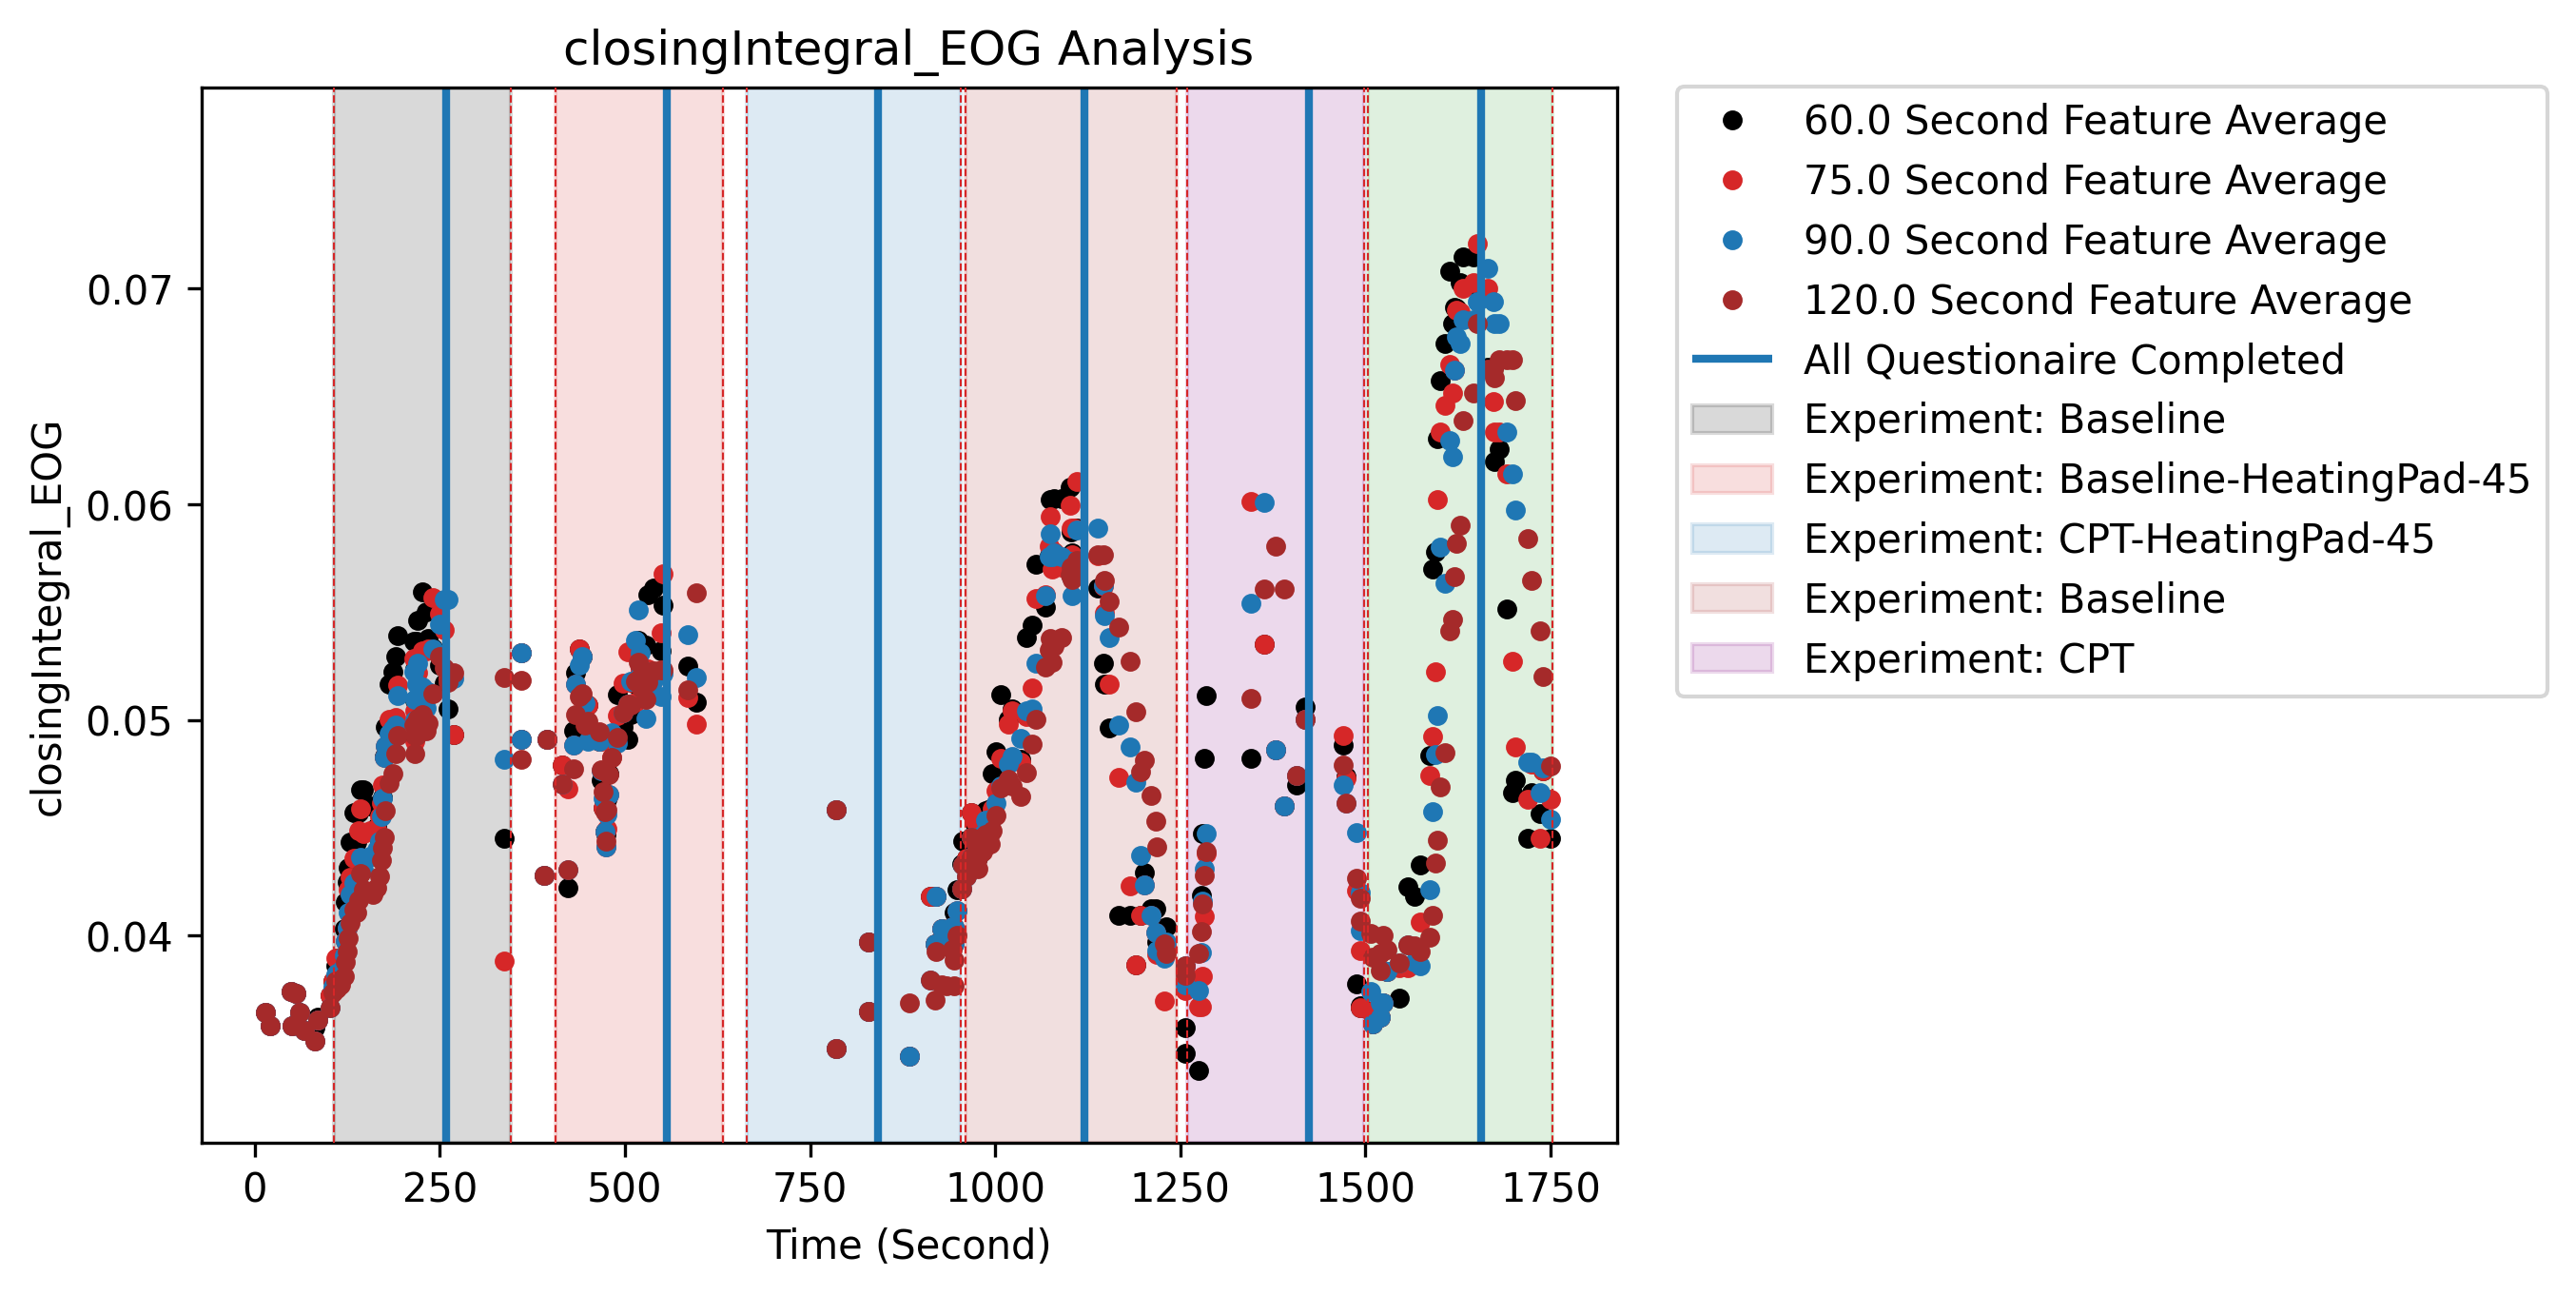 closingIntegral_EOG Analysis
closingIntegral_EOG
0.07
0.06
0.05
0.04
0 250 500 750 1000 1250 1500 1750
Time (Second)
60.0 Second Feature Average
75.0 Second Feature Average
90.0 Second Feature Average
120.0 Second Feature Average
All Questionaire Completed
Experiment: Baseline
Experiment: Baseline-HeatingPad-45
Experiment: CPT-HeatingPad-45
Experiment: Baseline
Experiment: CPT